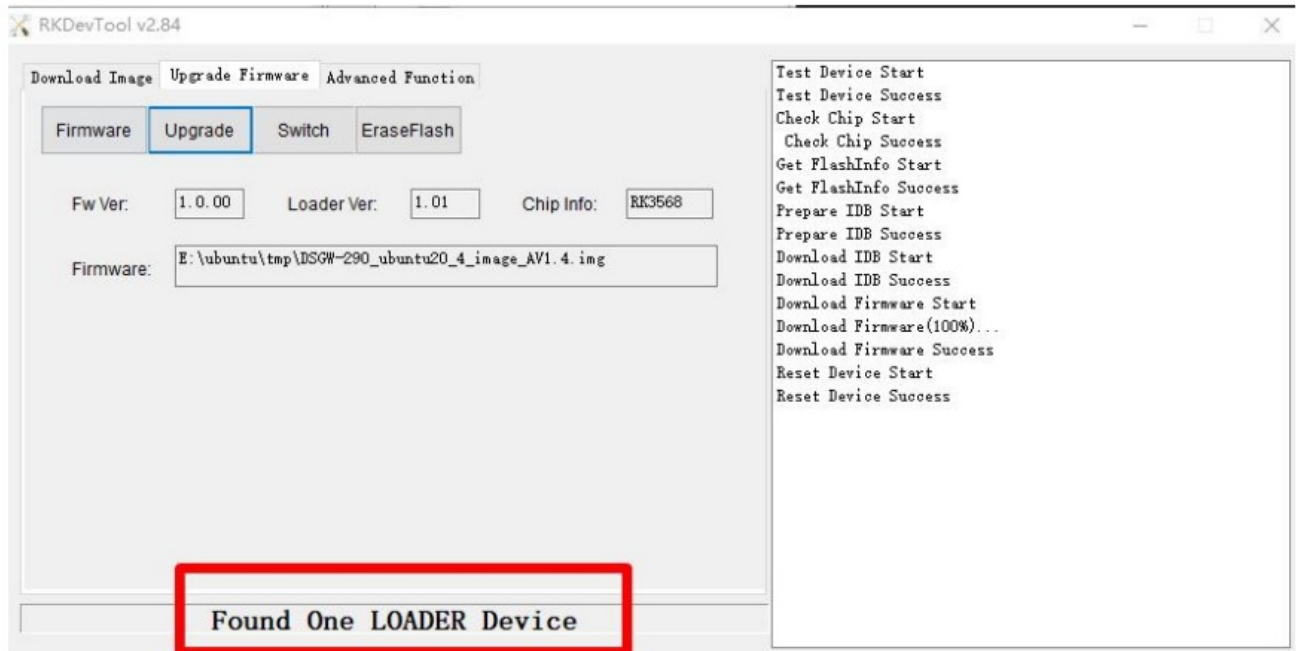 RKDevTool v2.84
Download Image Upgrade Firmware Advanced Function
Firmware Upgrade Switch EraseFlash
Fw Ver: 1.0.00 Loader Ver: 1.01 Chip Info: RK3568
Firmware: E:\ubuntu\tmp\DSGW-290_ubuntu20_4_image_AV1.4.img
Found One LOADER Device
Test Device Start
Test Device Success
Check Chip Start
Check Chip Success
Get FlashInfo Start
Get FlashInfo Success
Prepare IDB Start
Prepare IDB Success
Download IDB Start
Download IDB Success
Download Firmware Start
Download Firmware(100%)...
Download Firmware Success
Reset Device Start
Reset Device Success